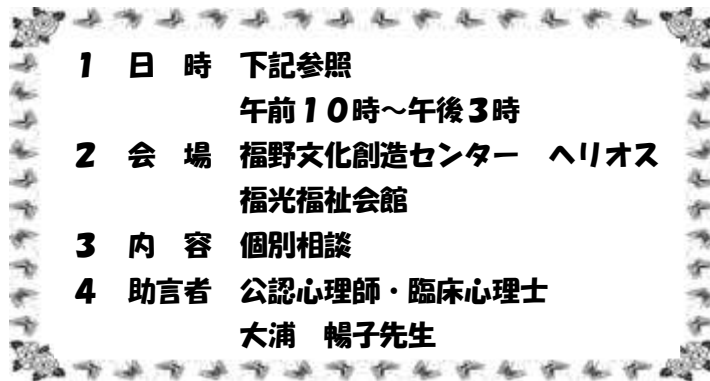 １　日　時　下記参照
午前１０時～午後３時
２　会　場　福野文化創造センター　ヘリオス
福光福祉会館
３　内　容　個別相談
４　助言者　公認心理師・臨床心理士
大浦　暢子先生